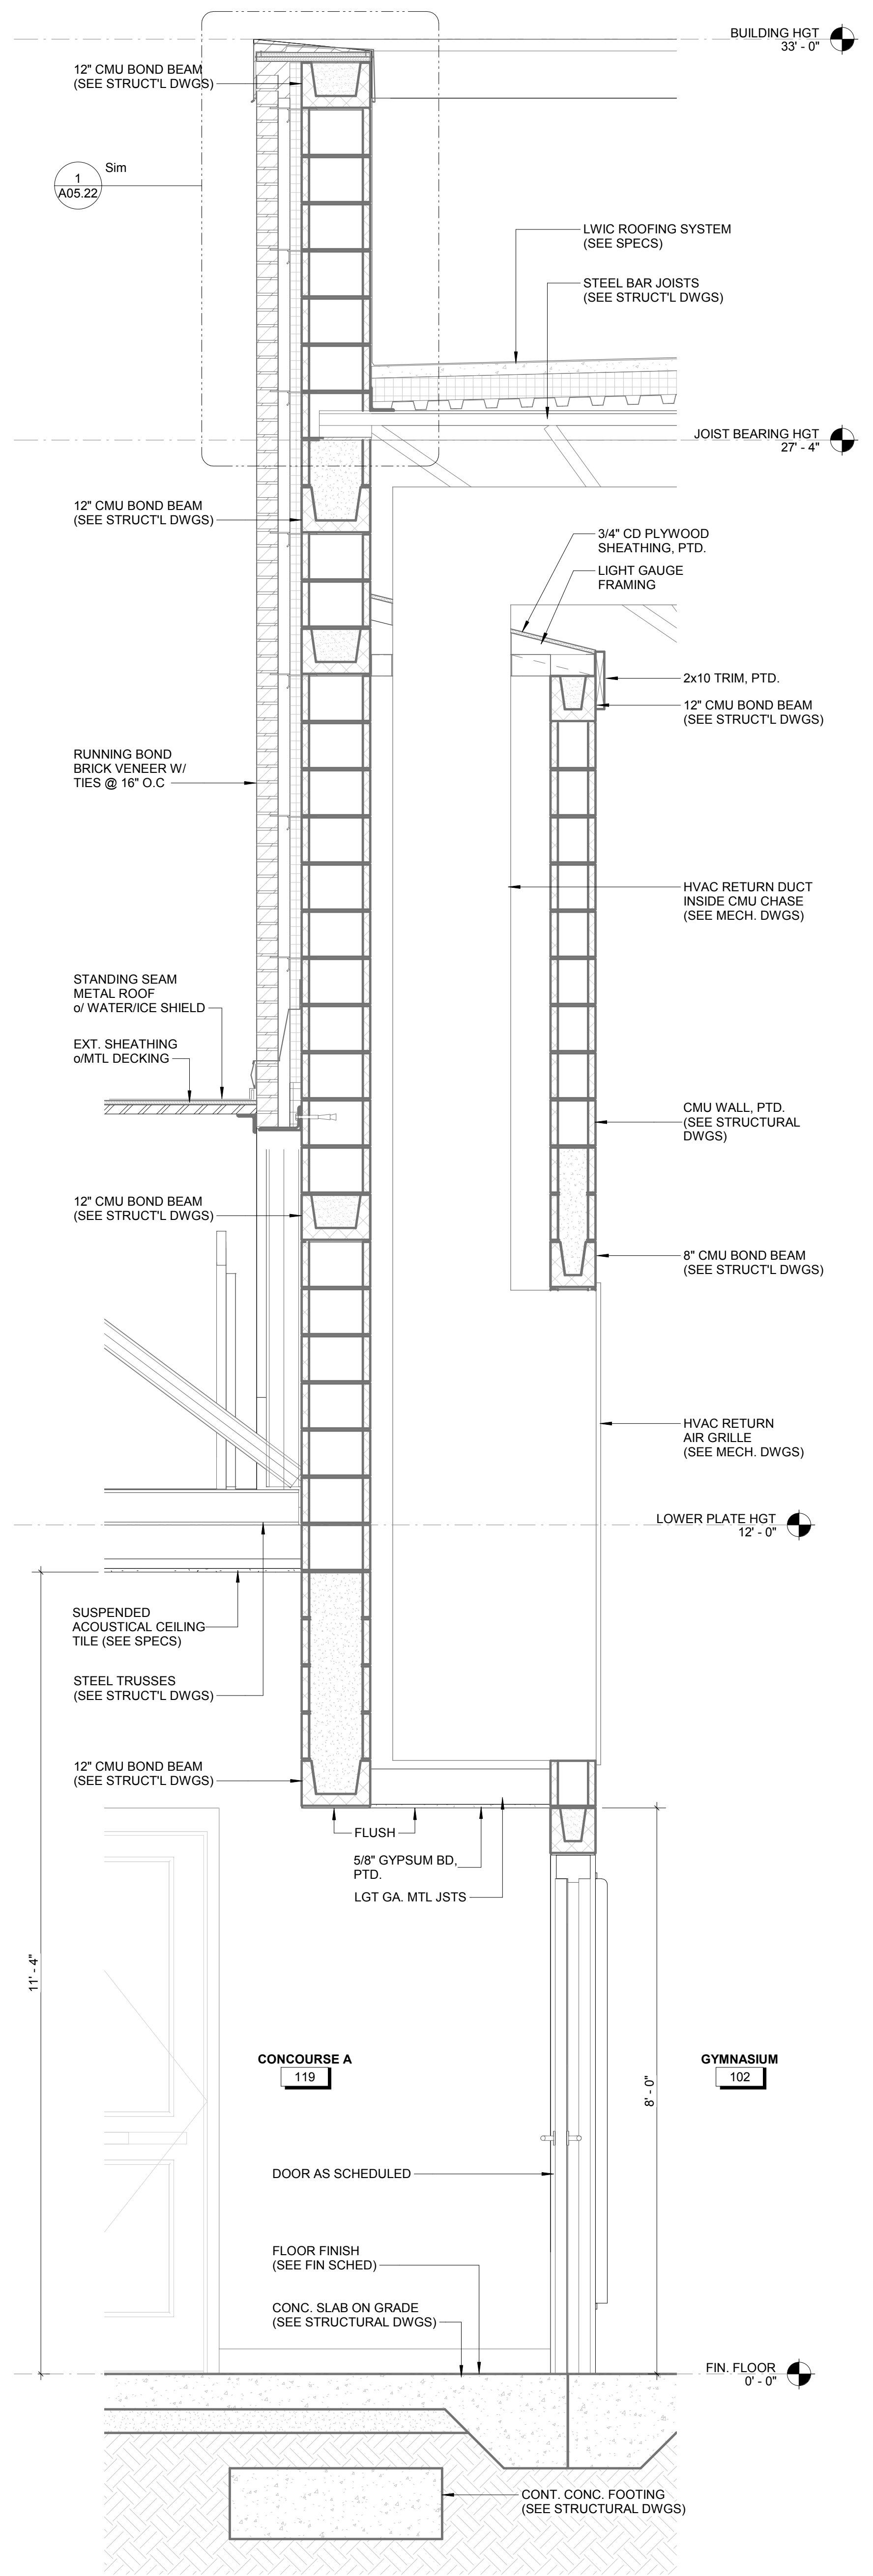 BUILDING HGT
33' - 0"
12" CMU BOND BEAM
(SEE STRUCT'L DWGS)
1
A05.22
Sim
LWIC ROOFING SYSTEM
(SEE SPECS)
STEEL BAR JOISTS
(SEE STRUCT'L DWGS)
JOIST BEARING HGT
27' - 4"
12" CMU BOND BEAM
(SEE STRUCT'L DWGS)
3/4" CD PLYWOOD
SHEATHING, PTD.
LIGHT GAUGE
FRAMING
2x10 TRIM, PTD.
12" CMU BOND BEAM
(SEE STRUCT'L DWGS)
RUNNING BOND
BRICK VENEER W/
TIES @ 16" O.C
HVAC RETURN DUCT
INSIDE CMU CHASE
(SEE MECH. DWGS)
STANDING SEAM
METAL ROOF
o/ WATER/ICE SHIELD
EXT. SHEATHING
o/MTL DECKING
CMU WALL, PTD.
(SEE STRUCTURAL
DWGS)
12" CMU BOND BEAM
(SEE STRUCT'L DWGS)
8" CMU BOND BEAM
(SEE STRUCT'L DWGS)
HVAC RETURN
AIR GRILLE
(SEE MECH. DWGS)
LOWER PLATE HGT
12' - 0"
SUSPENDED
ACOUSTICAL CEILING
TILE (SEE SPECS)
STEEL TRUSSES
(SEE STRUCT'L DWGS)
12" CMU BOND BEAM
(SEE STRUCT'L DWGS)
FLUSH
5/8" GYPSUM BD,
PTD.
LGT GA. MTL JSTS
11' - 4"
CONCOURSE A
119
GYMNASIUM
102
8' - 0"
DOOR AS SCHEDULED
FLOOR FINISH
(SEE FIN SCHED)
CONC. SLAB ON GRADE
(SEE STRUCTURAL DWGS)
FIN. FLOOR
0' - 0"
CONT. CONC. FOOTING
(SEE STRUCTURAL DWGS)